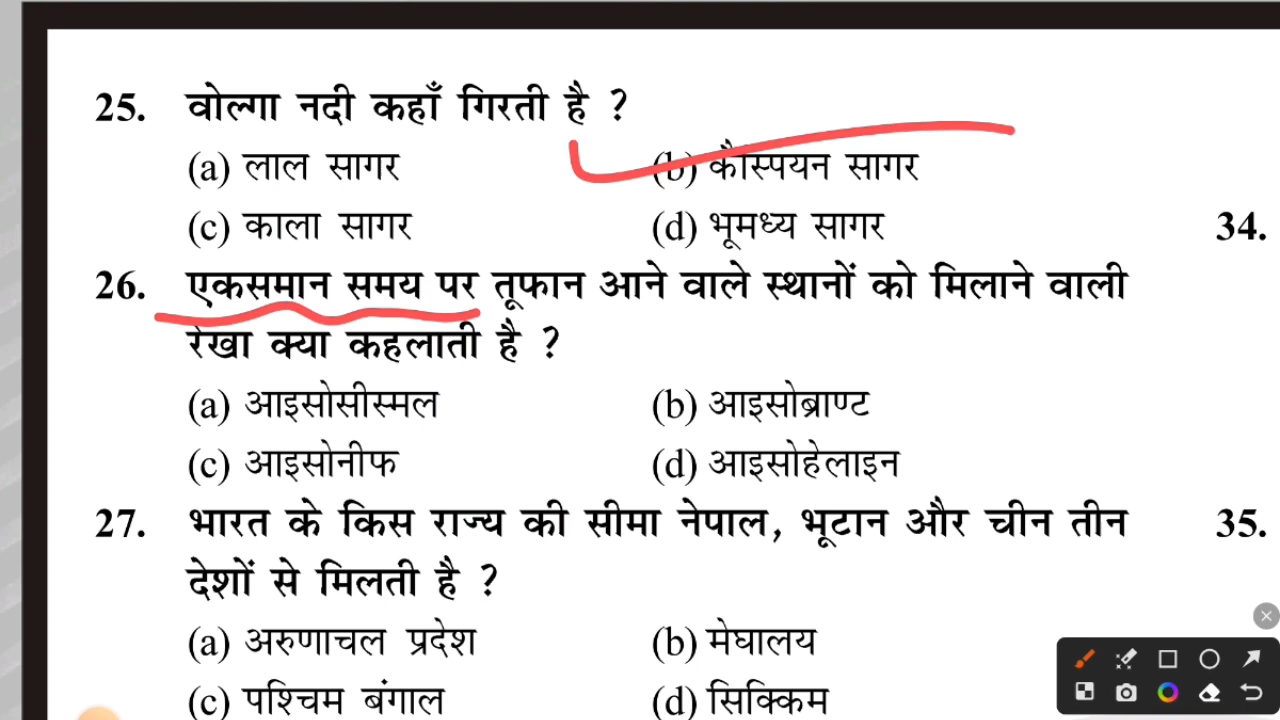 25. वोल्गा नदी कहाँ गिरती है ?
(a) लाल सागर (b) कैस्पियन सागर
(c) काला सागर (d) भूमध्य सागर
34.
26. एकसमान समय पर तूफान आने वाले स्थानों को मिलाने वाली
रेखा क्या कहलाती है ?
(a) आइसोसीस्मल (b) आइसोब्राण्ट
(c) आइसोनीफ (d) आइसोहेलाइन
27. भारत के किस राज्य की सीमा नेपाल, भूटान और चीन तीन
35.
देशों से मिलती है ?
(a) अरुणाचल प्रदेश (b) मेघालय
(c) पश्चिम बंगाल (d) सिक्किम